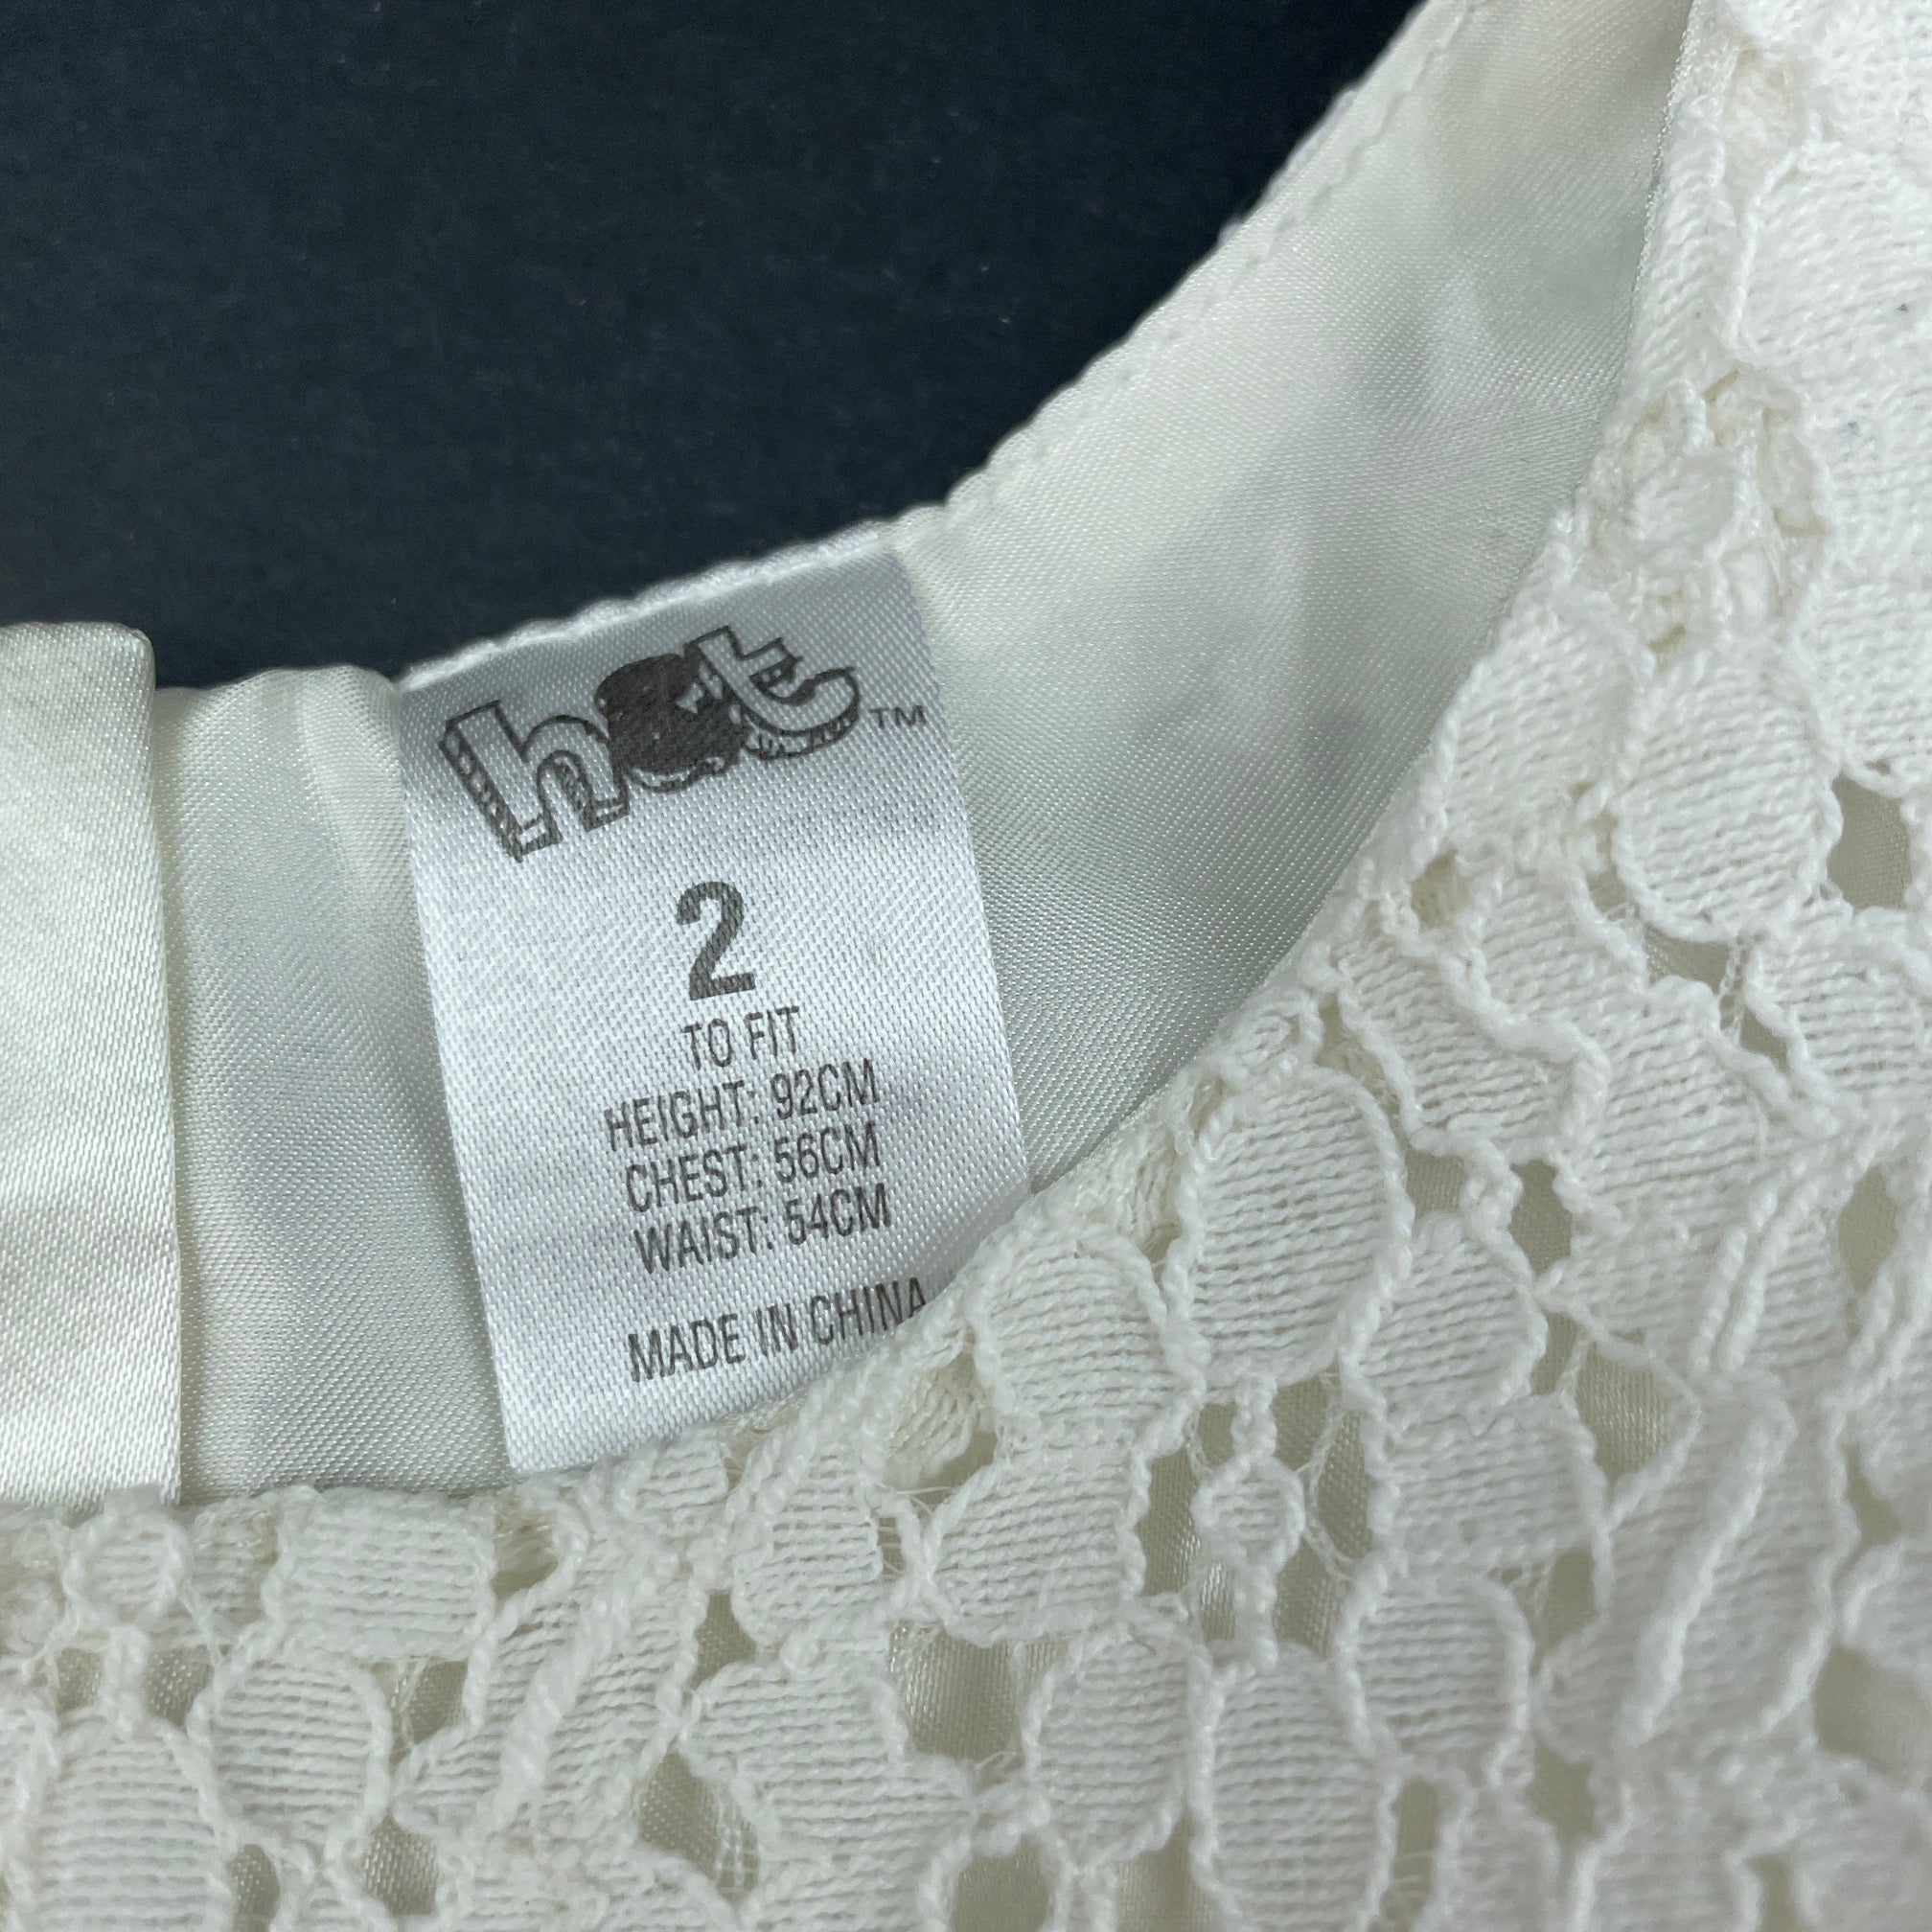 hot™
2
TO FIT
HEIGHT: 92CM
CHEST: 56CM
WAIST: 54CM
MADE IN CHINA